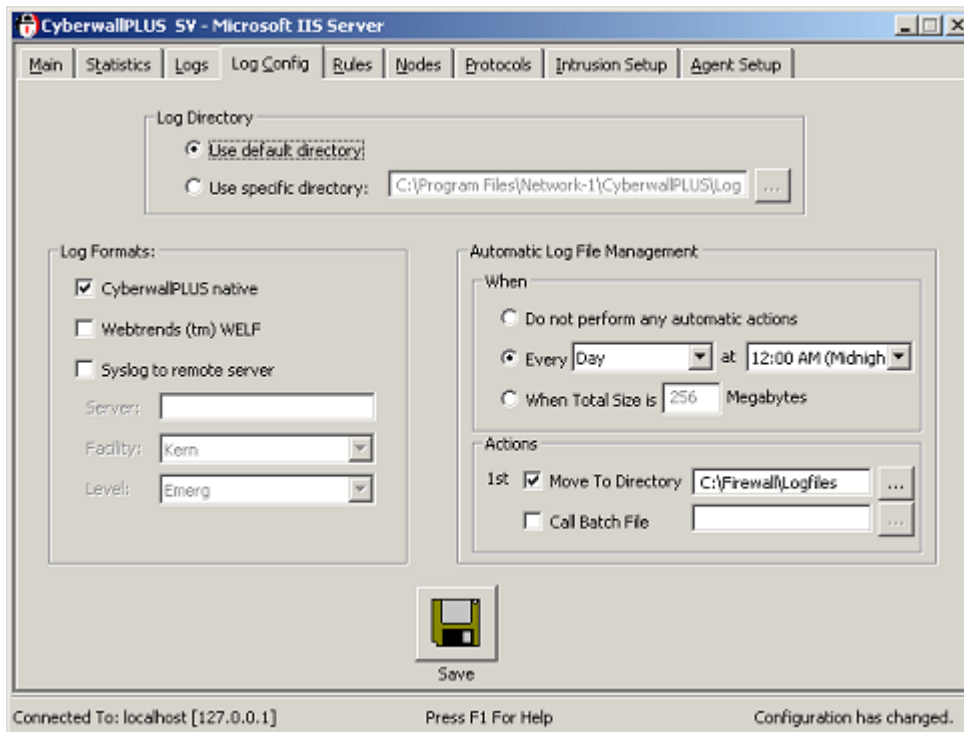 CyberwallPLUS SV - Microsoft IIS Server
Main Statistics Logs Log Config Rules Nodes Protocols Intrusion Setup Agent Setup
Log Directory
Use default directory
Use specific directory: C:\Program Files\Network-1\CyberwallPLUS\Log ...
Log Formats:
CyberwallPLUS native
Webtrends (tm) WELF
Syslog to remote server
Server:
Facility: Kern
Level: Emerg
Automatic Log File Management
When
Do not perform any automatic actions
Every Day at 12:00 AM (Midnigh
When Total Size is 256 Megabytes
Actions
1st Move To Directory C:\Firewall\Logfiles ...
Call Batch File ...
Save
Connected To: localhost [127.0.0.1] Press F1 For Help Configuration has changed.